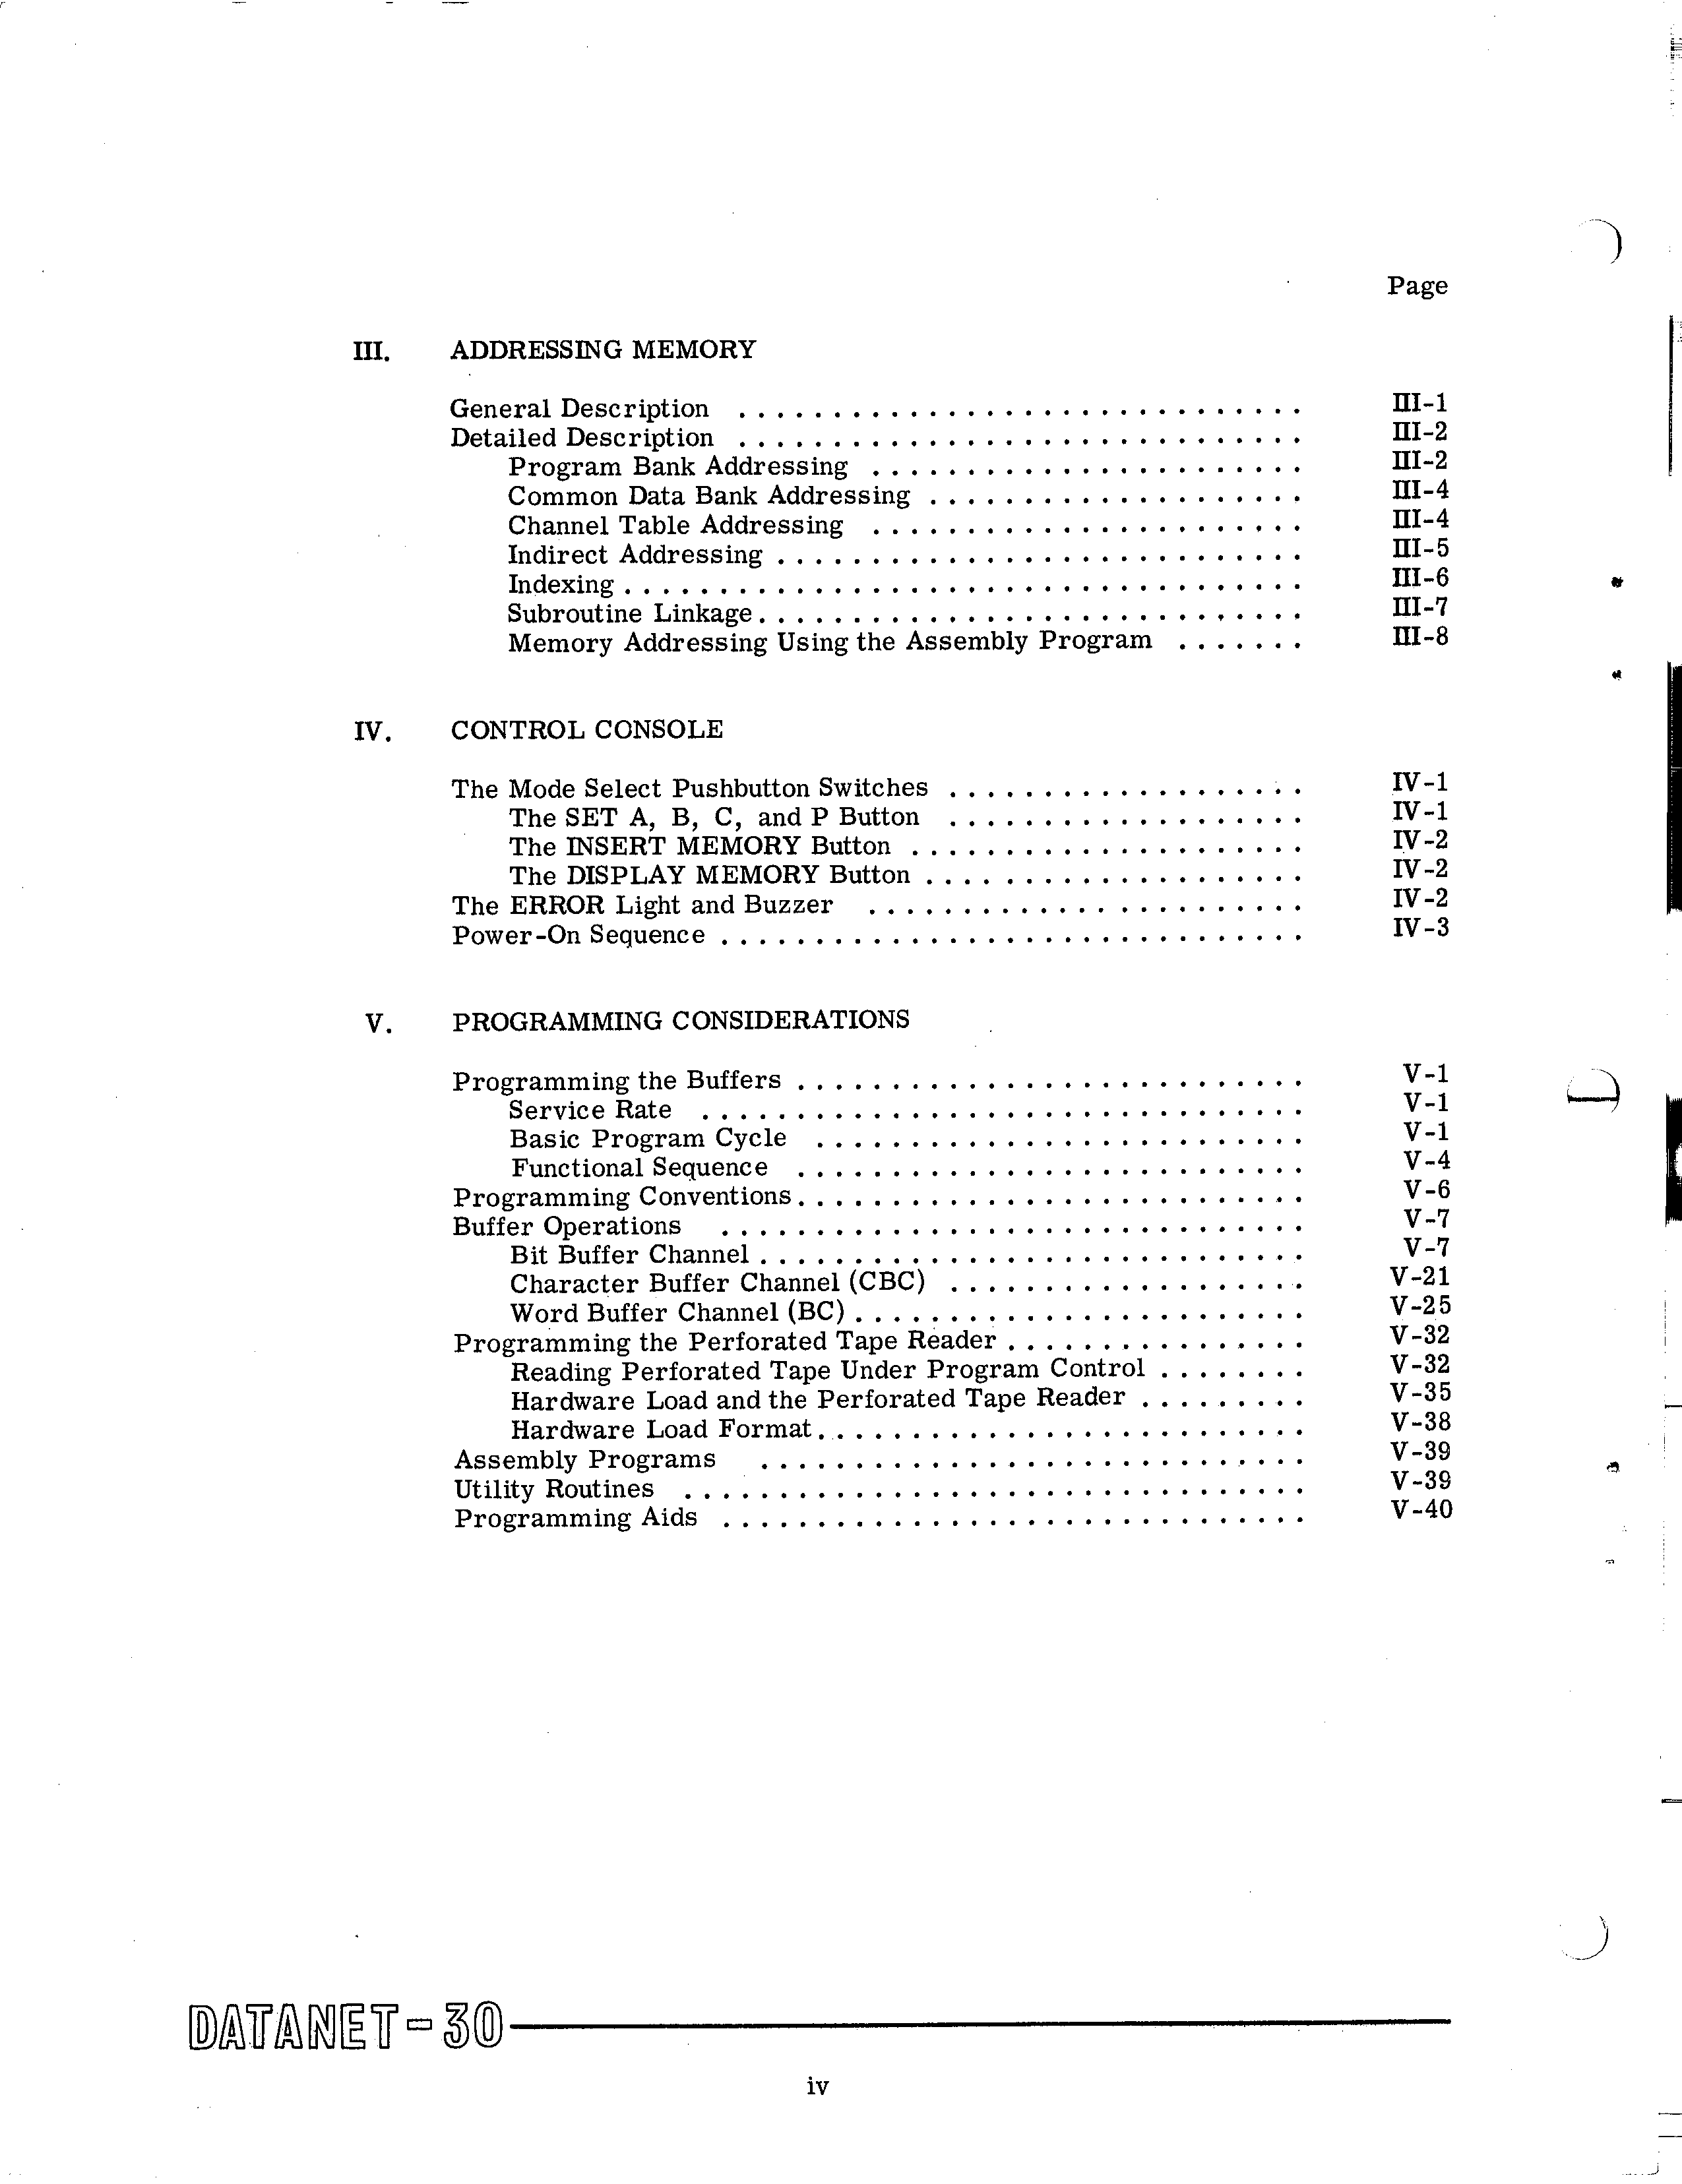 Page
III. ADDRESSING MEMORY
General Description .............................. III-1
Detailed Description .............................. III-2
Program Bank Addressing ....................... III-2
Common Data Bank Addressing .................... III-4
Channel Table Addressing ....................... III-4
Indirect Addressing ............................ III-5
Indexing .................................... III-6
Subroutine Linkage ............................. III-7
Memory Addressing Using the Assembly Program ....... III-8
IV. CONTROL CONSOLE
The Mode Select Pushbutton Switches ................... IV-1
The SET A, B, C, and P Button ................... IV-1
The INSERT MEMORY Button ..................... IV-2
The DISPLAY MEMORY Button .................... IV-2
The ERROR Light and Buzzer ....................... IV-2
Power-On Sequence ............................... IV-3
V. PROGRAMMING CONSIDERATIONS
Programming the Buffers ........................... V-1
Service Rate ................................ V-1
Basic Program Cycle .......................... V-1
Functional Sequence ........................... V-4
Programming Conventions ........................... V-6
Buffer Operations ............................... V-7
Bit Buffer Channel ............................. V-7
Character Buffer Channel (CBC) ................... V-21
Word Buffer Channel (BC) ........................ V-25
Programming the Perforated Tape Reader ................ V-32
Reading Perforated Tape Under Program Control ........ V-32
Hardware Load and the Perforated Tape Reader ......... V-35
Hardware Load Format .......................... V-38
Assembly Programs ............................. V-39
Utility Routines ................................. V-39
Programming Aids ............................... V-40
DATANET-30
iv